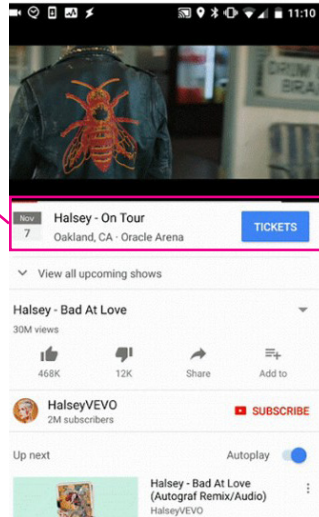 11:10
DRUM
BRA
Nov
7
Halsey - On Tour
Oakland, CA · Oracle Arena
TICKETS
View all upcoming shows
Halsey - Bad At Love
30M views
468K
12K
Share
Add to
HalseyVEVO
2M subscribers
SUBSCRIBE
Up next
Autoplay
Halsey - Bad At Love
(Autograf Remix/Audio)
HalseyVEVO